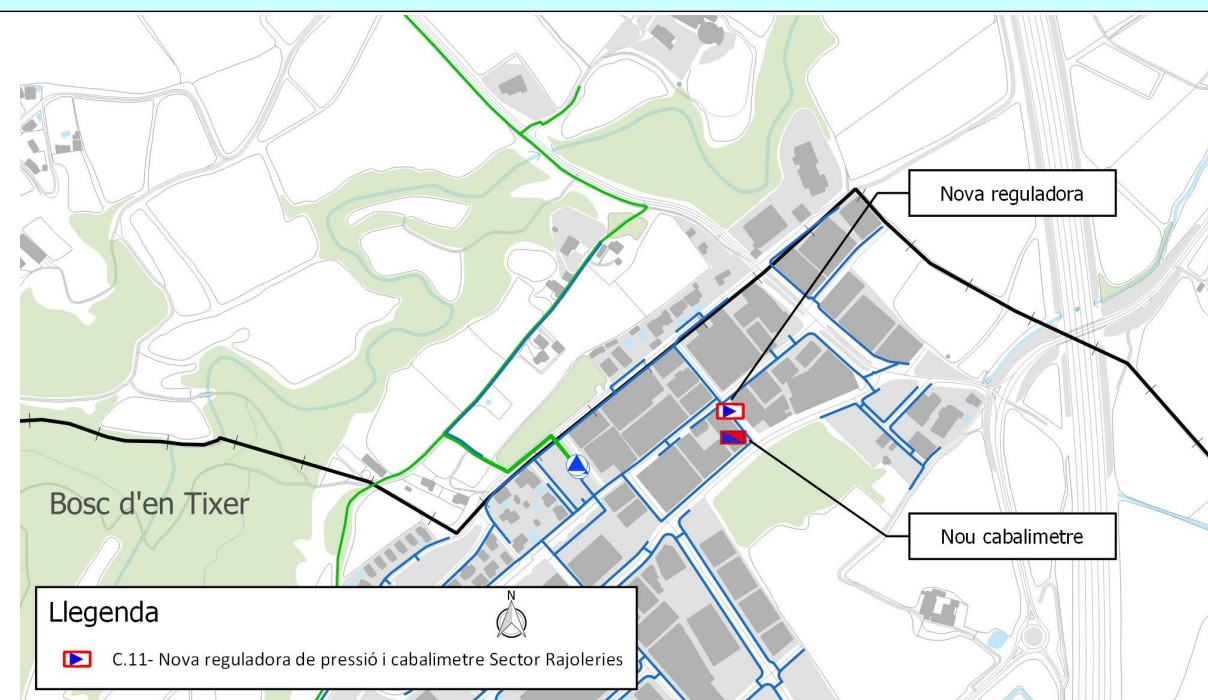 Nova reguladora
Bosc d'en Tixer
Nou cabalimetre
Llegenda
N
C.11- Nova reguladora de pressió i cabalimetre Sector Rajoleries